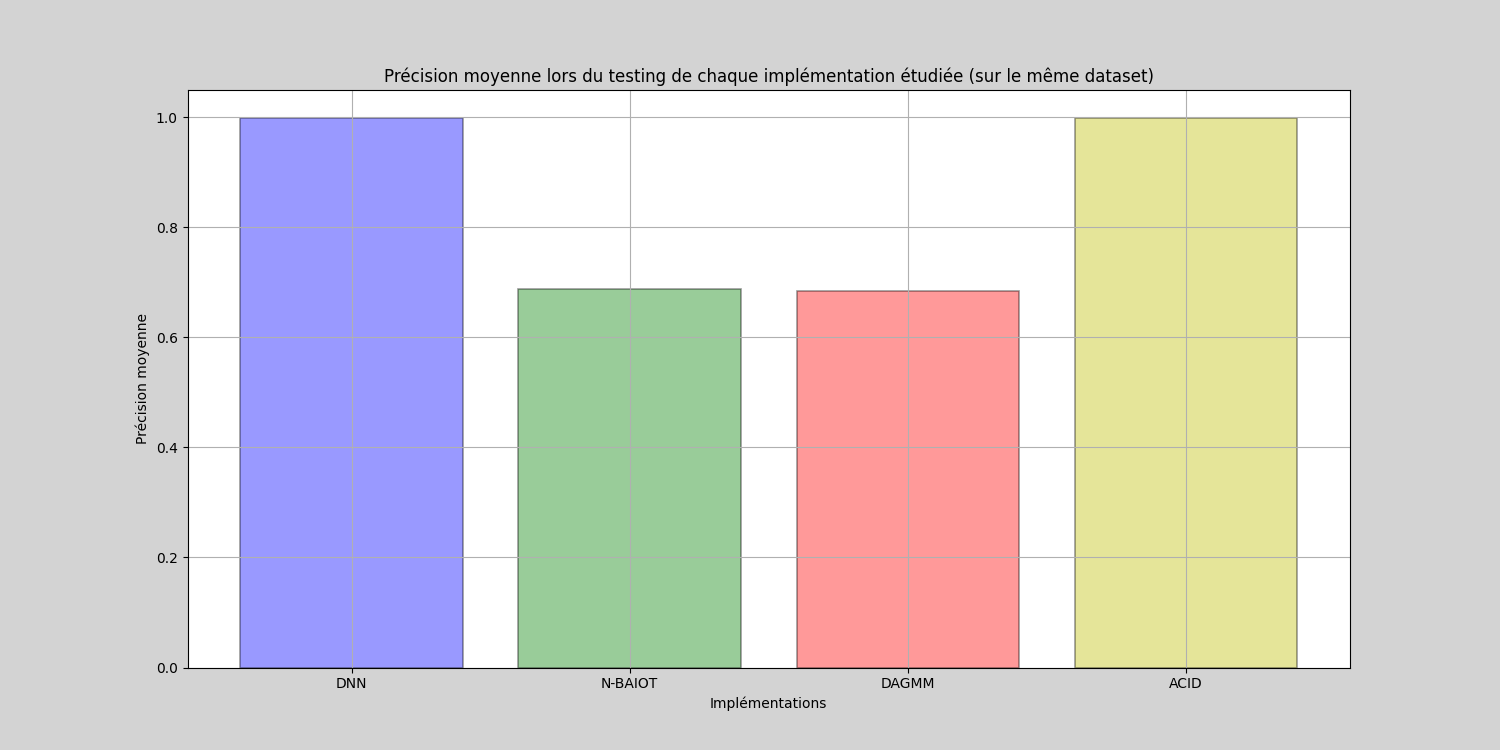 Précision moyenne lors du testing de chaque implémentation étudiée (sur le même dataset)
1.0
0.8
0.6
0.4
0.2
0.0
Précision moyenne
DNN N-BAIOT DAGMM ACID
Implémentations